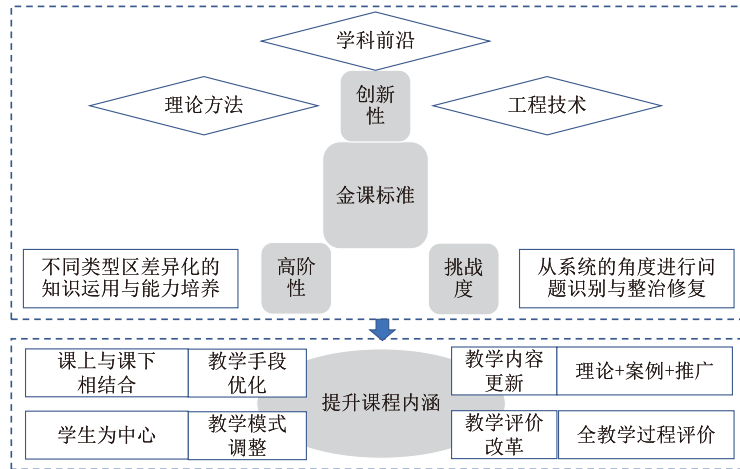 学科前沿
理论方法
创新
性
工程技术
金课标准
不同类型区差异化的
知识运用与能力培养
高阶
性
挑战
度
从系统的角度进行问
题识别与整治修复
课上与课下
相结合
教学手段
优化
提升课程内涵
教学内容
更新
理论+案例+推广
学生为中心
教学模式
调整
教学评价
改革
全教学过程评价